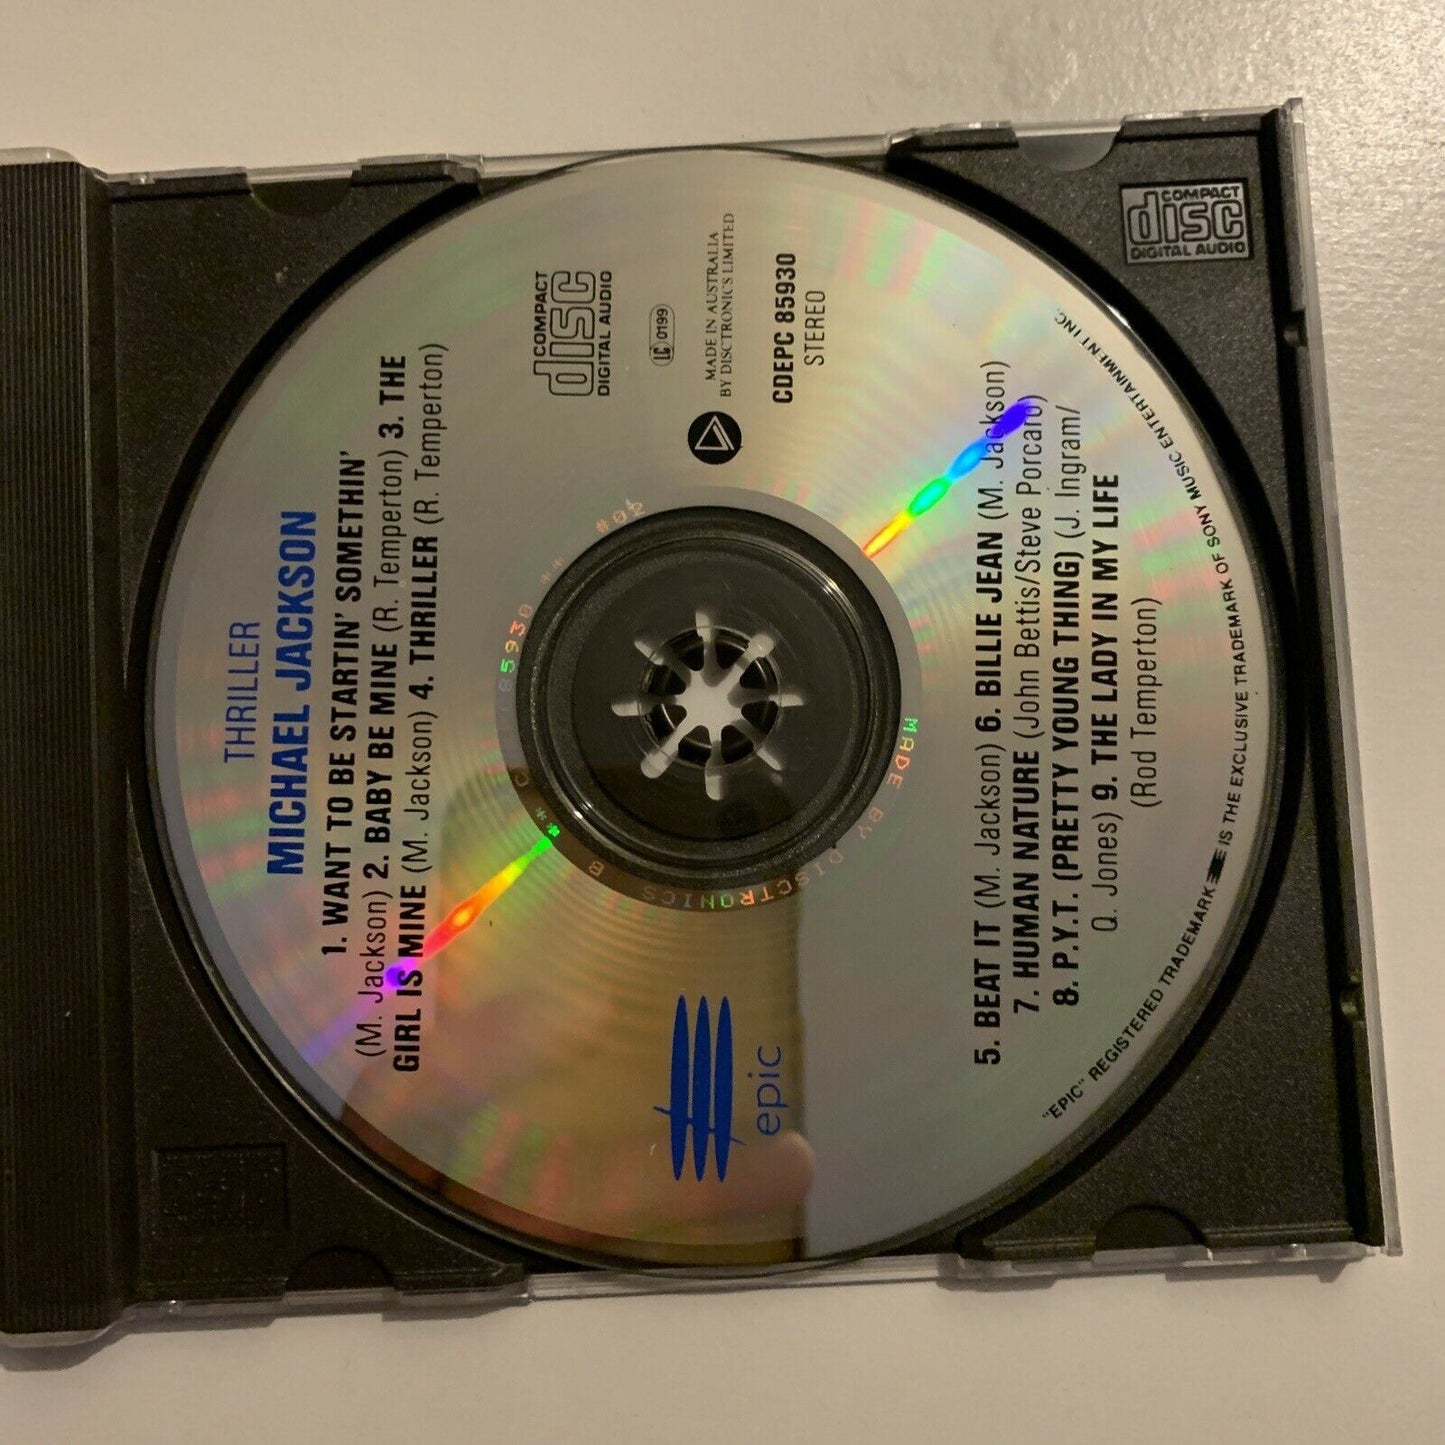 THRILLER
MICHAEL JACKSON
1. WANT TO BE STARTIN' SOMETHIN'
(M. Jackson) 2. BABY BE MINE (R. Temperton) 3. THE
GIRL IS MINE (M. Jackson) 4. THRILLER (R. Temperton)
COMPACT
disc
DIGITAL AUDIO
LC 0199
MADE IN AUSTRALIA
BY DISCTRONICS LIMITED
CDEPC 85930
STEREO
epic
5. BEAT IT (M. Jackson) 6. BILLIE JEAN (M. Jackson)
7. HUMAN NATURE (John Bettis/Steve Porcaro)
8. P.Y.T. (PRETTY YOUNG THING) (J. Ingram/
Q. Jones) 9. THE LADY IN MY LIFE
(Rod Temperton)
"EPIC" REGISTERED TRADEMARK IS THE EXCLUSIVE TRADEMARK OF SONY MUSIC ENTERTAINMENT INC.
MADE BY DISCTRONICS
85930 ** #06
COMPACT
disc
DIGITAL AUDIO